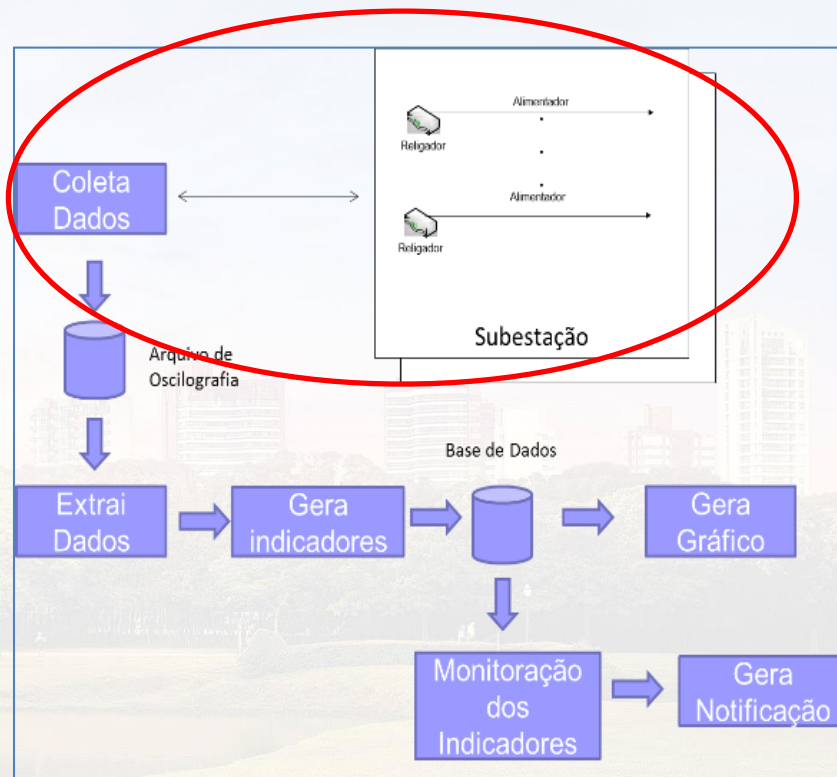 Alimentador
Religador
Coleta
Dados
Alimentador
Religador
Subestação
Arquivo de
Oscilografia
Base de Dados
Extrai
Dados
Gera
indicadores
Gera
Gráfico
Monitoração
dos
Indicadores
Gera
Notificação